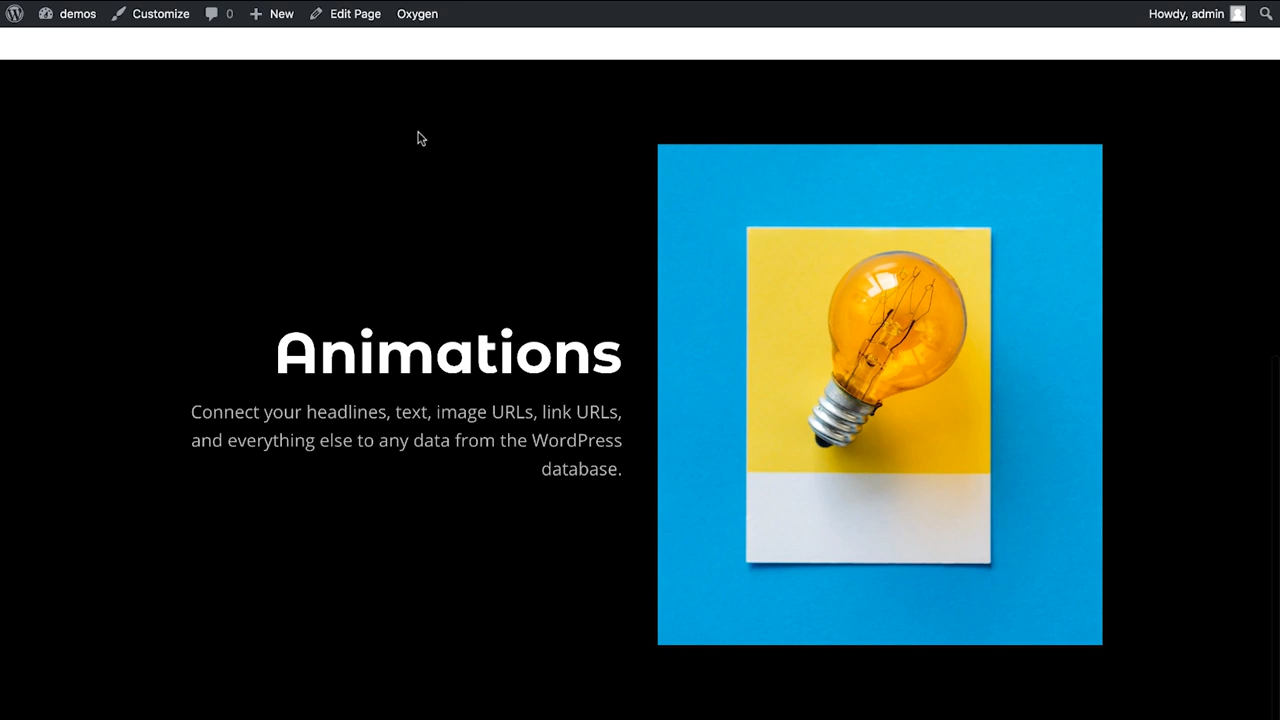 demos Customize 0 New Edit Page Oxygen Howdy, admin
Animations
Connect your headlines, text, image URLs, link URLs,
and everything else to any data from the WordPress
database.